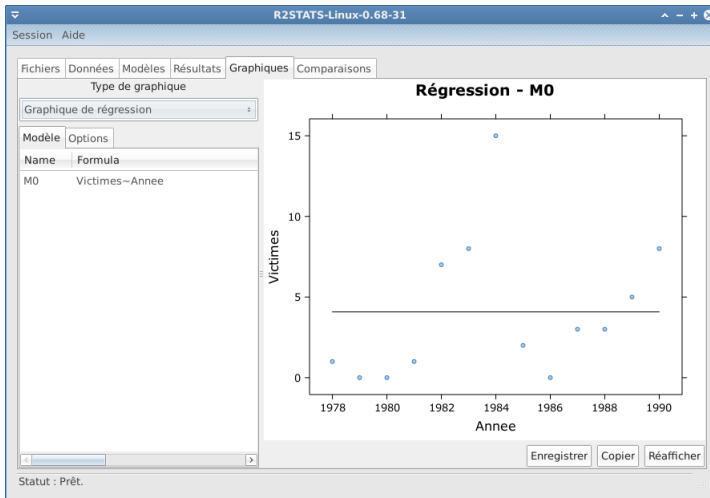 R2STATS-Linux-0.68-31
Session Aide
Fichiers Données Modèles Résultats Graphiques Comparaisons
Type de graphique
Graphique de régression
Modèle Options
Name Formula
M0 Victimes~Annee
Régression - M0
Victimes
15
10
5
0
1978 1980 1982 1984 1986 1988 1990
Annee
Enregistrer Copier Réafficher
Statut : Prêt.